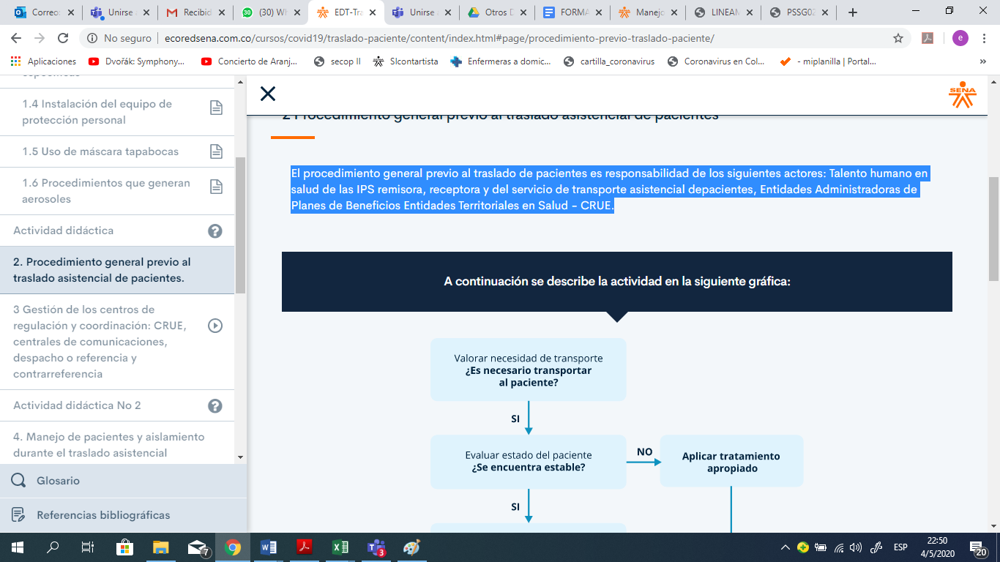 Correo:
Unirse a
Recibid
(30) Wh
EDT-Tra
Unirse a
Otros D
FORMA
Manejo
LINEAM
PSSG02
No seguro
ecoredsena.com.co/cursos/covid19/traslado-paciente/content/index.html#page/procedimiento-previo-traslado-paciente/
e
Aplicaciones
Dvořák: Symphony...
Concierto de Aranj...
secop II
SIcontartista
Enfermeras a domic...
cartilla_coronavirus
Coronavirus en Col...
- miplanilla | Portal...
»
específicas
1.4 Instalación del equipo de
protección personal
1.5 Uso de máscara tapabocas
1.6 Procedimientos que generan
aerosoles
Actividad didáctica
2. Procedimiento general previo al
traslado asistencial de pacientes.
3 Gestión de los centros de
regulación y coordinación: CRUE,
centrales de comunicaciones,
despacho o referencia y
contrarreferencia
Actividad didáctica No 2
4. Manejo de pacientes y aislamiento
durante el traslado asistencial
Glosario
Referencias bibliográficas
SENA
2 Procedimiento general previo al traslado asistencial de pacientes
El procedimiento general previo al traslado de pacientes es responsabilidad de los siguientes actores: Talento humano en
salud de las IPS remisora, receptora y del servicio de transporte asistencial depacientes, Entidades Administradoras de
Planes de Beneficios Entidades Territoriales en Salud - CRUE.
A continuación se describe la actividad en la siguiente gráfica:
Valorar necesidad de transporte
¿Es necesario transportar
al paciente?
SI
Evaluar estado del paciente
¿Se encuentra estable?
NO
Aplicar tratamiento
apropiado
SI
7
3
ESP
22:50
4/5/2020
20